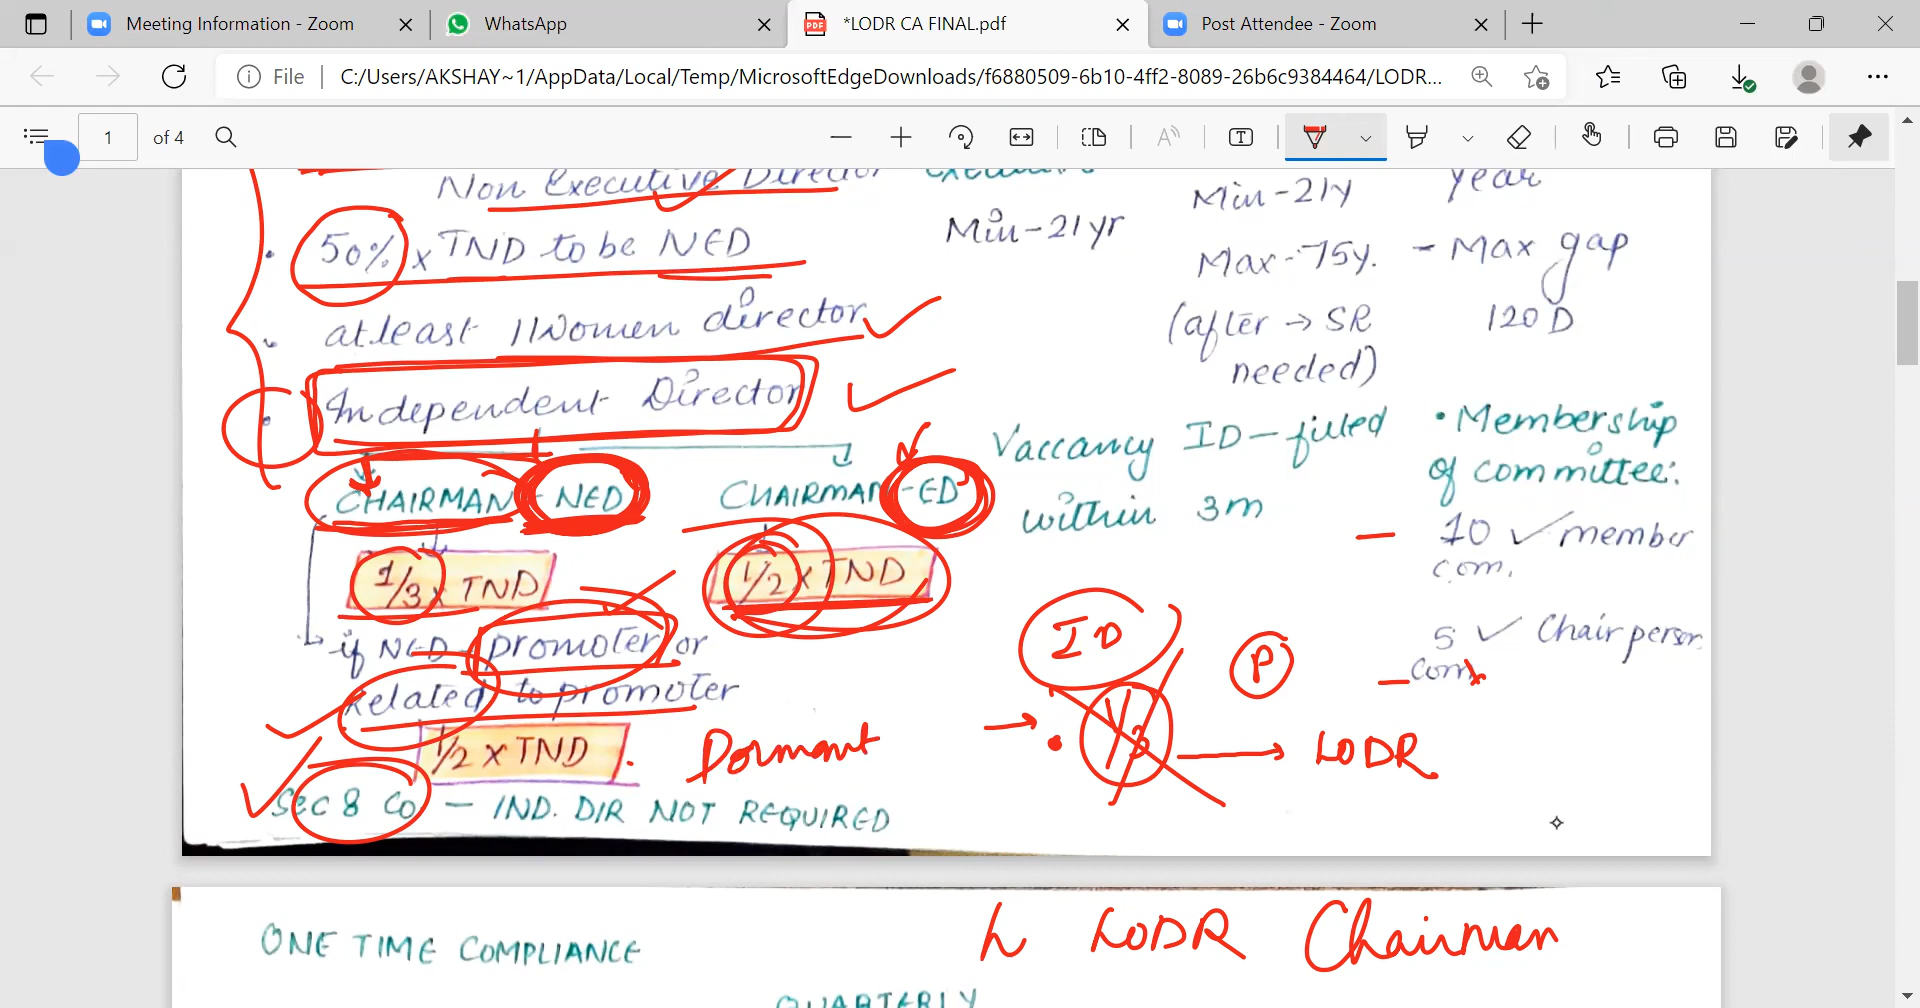 Meeting Information - Zoom
WhatsApp
*LODR CA FINAL.pdf
Post Attendee - Zoom
File
C:/Users/AKSHAY~1/AppData/Local/Temp/MicrosoftEdgeDownloads/f6880509-6b10-4ff2-8089-26b6c9384464/LODR...
1 of 4
Non Executive Director
50% x TND to be NED
atleast 1 Women director
Independent Director
CHAIRMAN - NED
CHAIRMAN - ED
1/3 x TND
1/2 x TND
if NED promoter or
Related to promoter
1/2 x TND
Dormant
Sec 8 Co — IND. DIR NOT REQUIRED
Min-21yr
Min-21y
Max-75y.
(after → SR
needed)
Vaccancy ID - filled
within 3m
year
- Max gap
120 D
• Membership
of committee:
10 ✓ member
com.
5 ✓ Chairperson
Com
ID
P
→ LODR
ONE TIME COMPLIANCE
LODR Chairman
QUARTERLY